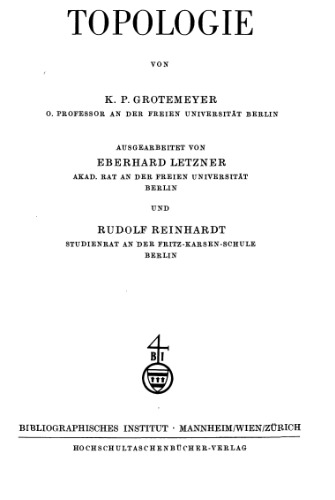 TOPOLOGIE
VON
K. P. GROTEMEYER
O. PROFESSOR AN DER FREIEN UNIVERSITÄT BERLIN
AUSGEARBEITET VON
EBERHARD LETZNER
AKAD. RAT AN DER FREIEN UNIVERSITÄT
BERLIN
UND
RUDOLF REINHARDT
STUDIENRAT AN DER FRITZ-KARSEN-SCHULE
BERLIN
B I
BIBLIOGRAPHISCHES INSTITUT · MANNHEIM/WIEN/ZÜRICH
HOCHSCHULTASCHENBÜCHER-VERLAG